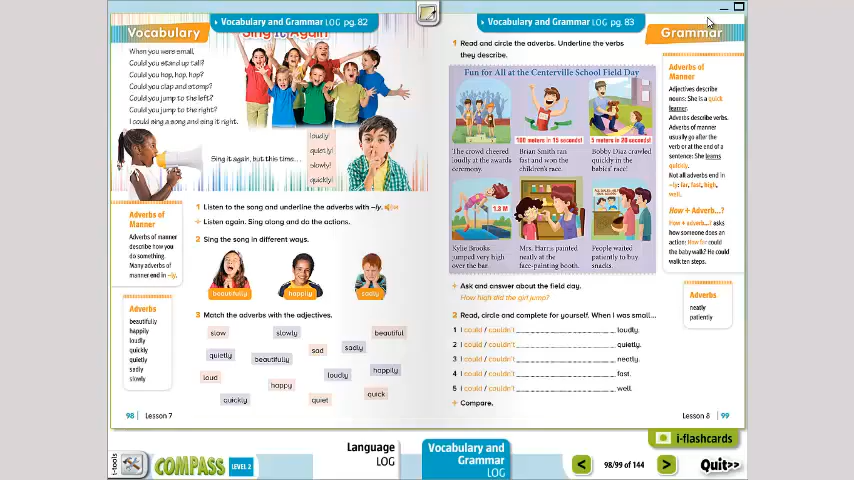 Vocabulary and Grammar LOG pg. 82
Vocabulary
Sing It Again
When you were small,
Could you stand up tall?
Could you hop, hop, hop?
Could you clap and stomp?
Could you jump to the left?
Could you jump to the right?
I could sing a song and sing it right.
Sing it again, but this time...
loudly!
quietly!
slowly!
quickly!
Adverbs of
Manner
Adverbs of manner
describe how you
do something.
Many adverbs of
manner end in -ly.
Adverbs
beautifully
happily
loudly
quickly
quietly
sadly
slowly
1 Listen to the song and underline the adverbs with -ly.
+ Listen again. Sing along and do the actions.
2 Sing the song in different ways.
beautifully
happily
sadly
3 Match the adverbs with the adjectives.
slow
slowly
beautiful
quietly
beautifully
sad
sadly
happily
loud
happy
loudly
quickly
quiet
quick
98 Lesson 7
Vocabulary and Grammar LOG pg. 83
Grammar
1 Read and circle the adverbs. Underline the verbs
they describe.
Fun for All at the Centerville School Field Day
100 meters in 15 seconds!
5 meters in 20 seconds!
The crowd cheered
loudly at the awards
ceremony.
Brian Smith ran
fast and won the
children's race.
Bobby Diaz crawled
quickly in the
babies' race!
1.3 M
Kylie Brooks
jumped very high
over the bar.
Mrs. Harris painted
neatly at the
face-painting booth.
People waited
patiently to buy
snacks.
+ Ask and answer about the field day.
How high did the girl jump?
2 Read, circle and complete for yourself. When I was small...
1 I could / couldn't ____________________ loudly.
2 I could / couldn't ____________________ quietly.
3 I could / couldn't ____________________ neatly.
4 I could / couldn't ____________________ fast.
5 I could / couldn't ____________________ well.
+ Compare.
Adverbs of
Manner
Adjectives describe
nouns: She is a quick
learner.
Adverbs describe verbs.
Adverbs of manner
usually go after the
verb or at the end of a
sentence: She learns
quickly.
Not all adverbs end in
-ly: far, fast, high,
well.
How + Adverb...?
How + adverb...? asks
how someone does an
action: How far could
the baby walk? He could
walk ten steps.
Adverbs
neatly
patiently
Lesson 8 99
i-flashcards
t-tools
COMPASS LEVEL 2
Language
LOG
Vocabulary and
Grammar
LOG
98/99 of 144
Quit>>